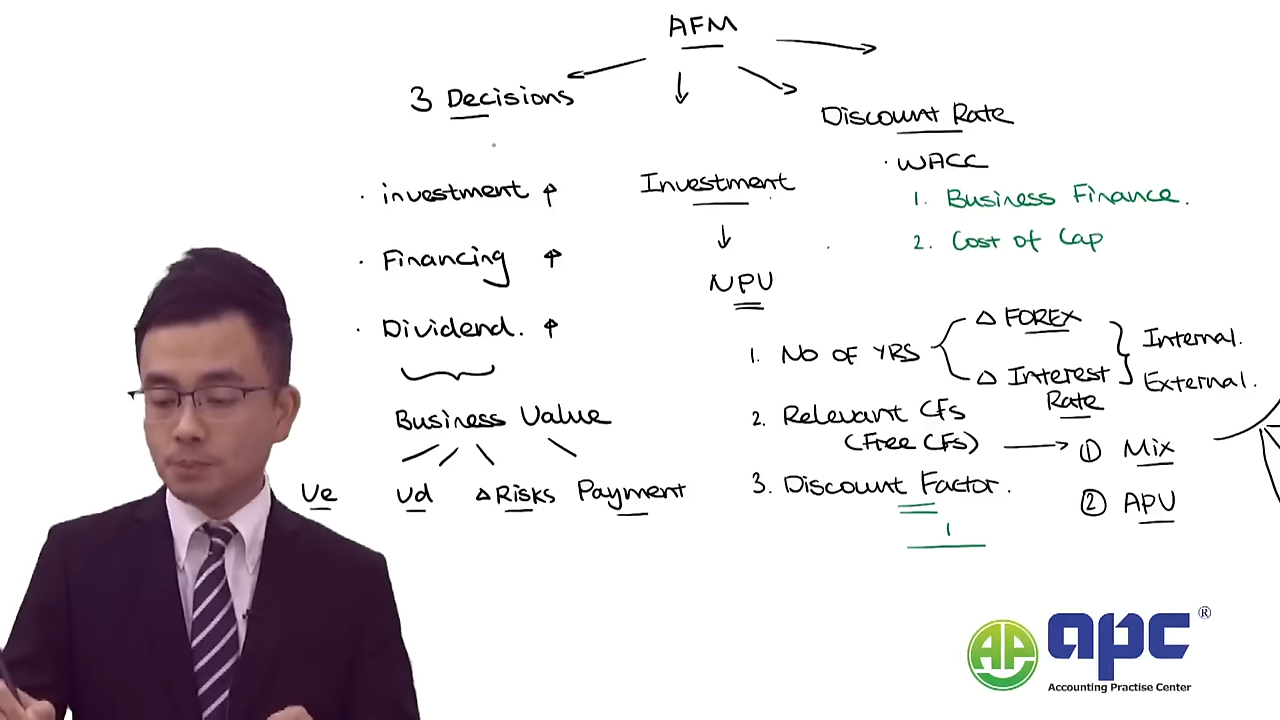 AFM
3 Decisions
· investment ↑
· Financing ↑
· Dividend. ↑
Business Value
Ve Vd △ Risks Payment
Investment
↓
NPV
1. NO OF YRS
△ FOREX
△ Interest
Rate
Internal.
External.
2. Relevant CFs
(Free CFs)
① Mix
② APV
3. Discount Factor.
1
Discount Rate
· WACC
1. Business Finance.
2. Cost of Cap
AP
apc®
Accounting Practise Center